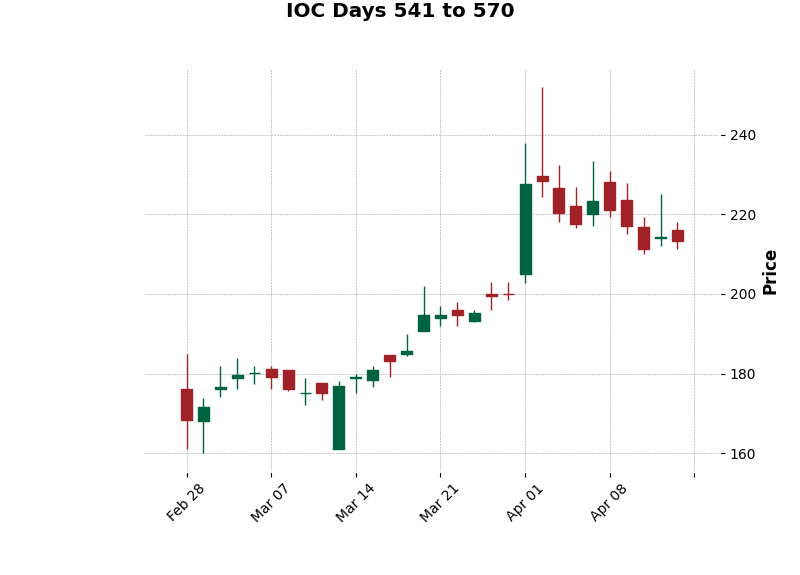 IOC Days 541 to 570
240
220
200
180
160
Price
Feb 28
Mar 07
Mar 14
Mar 21
Apr 01
Apr 08